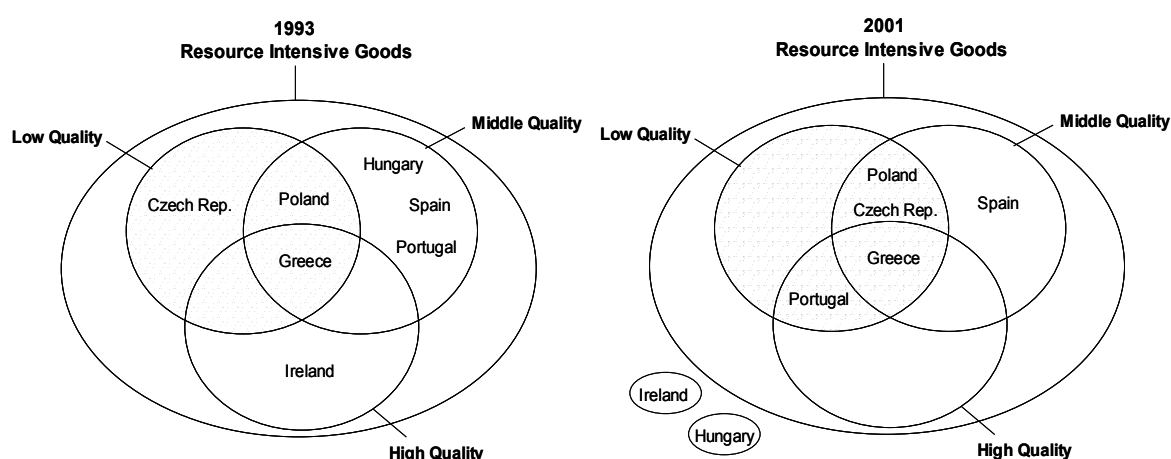 1993
Resource Intensive Goods
Low Quality
Middle Quality
Hungary
Czech Rep.
Poland
Spain
Portugal
Greece
Ireland
High Quality
2001
Resource Intensive Goods
Low Quality
Middle Quality
Poland
Czech Rep.
Spain
Greece
Portugal
Ireland
Hungary
High Quality